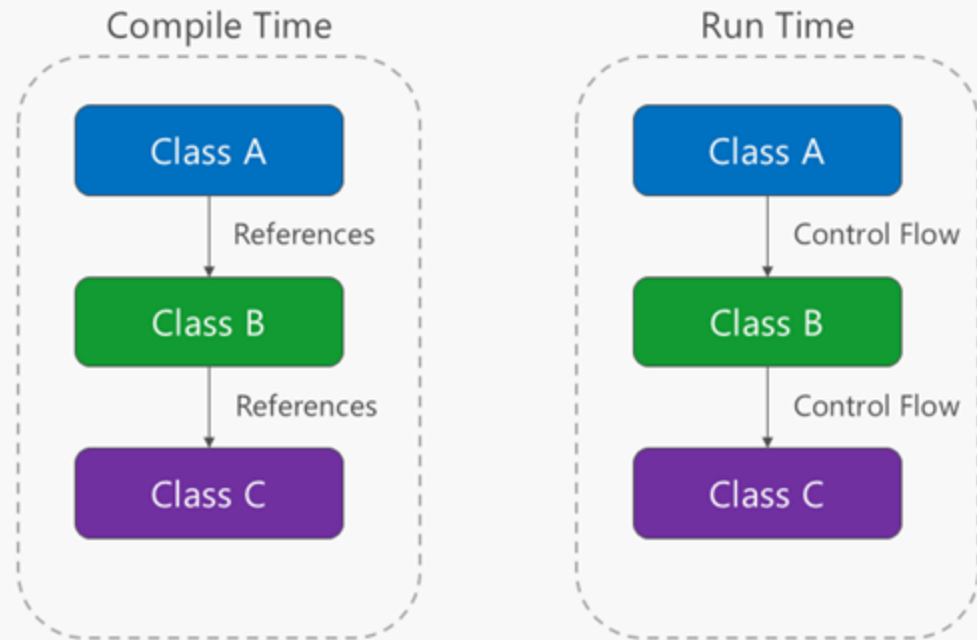 Compile Time
Class A
References
Class B
References
Class C
Run Time
Class A
Control Flow
Class B
Control Flow
Class C